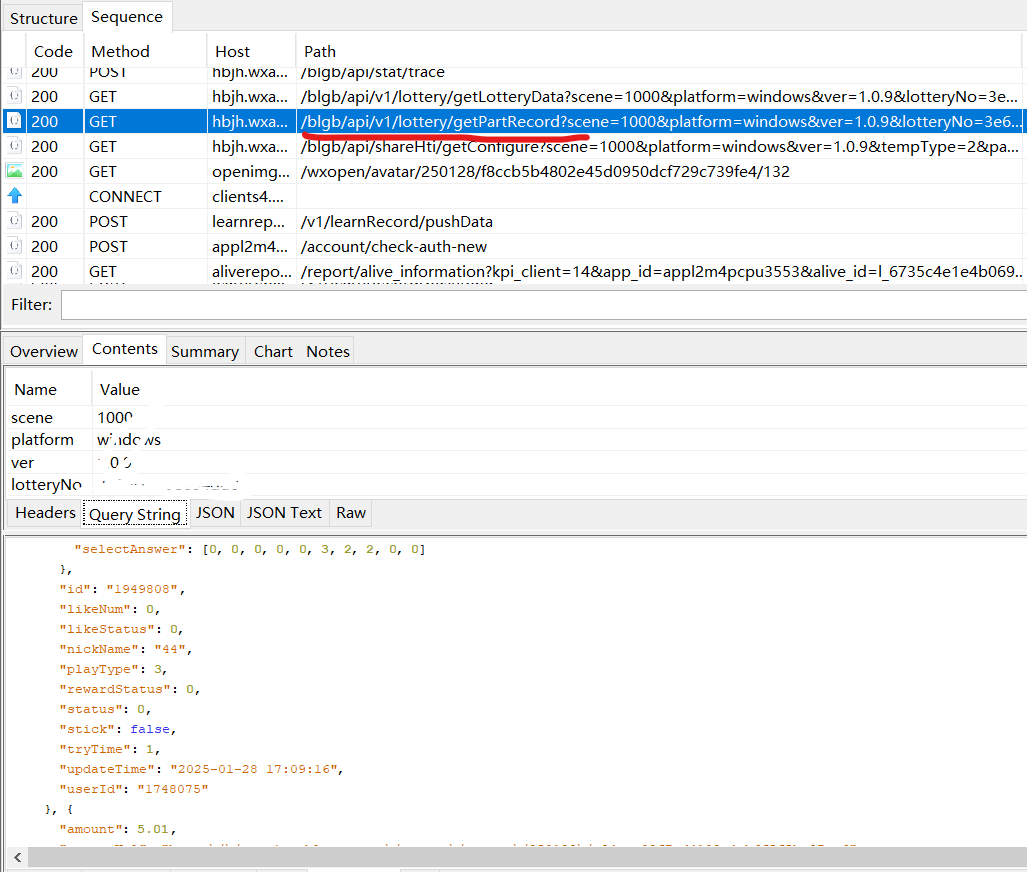 Structure Sequence
Code Method Host Path
200 POST hbjh.wxa... /blgb/api/stat/trace
200 GET hbjh.wxa... /blgb/api/v1/lottery/getLotteryData?scene=1000&platform=windows&ver=1.0.9&lotteryNo=3e...
200 GET hbjh.wxa... /blgb/api/v1/lottery/getPartRecord?scene=1000&platform=windows&ver=1.0.9&lotteryNo=3e6...
200 GET hbjh.wxa... /blgb/api/shareHti/getConfigure?scene=1000&platform=windows&ver=1.0.9&tempType=2&pa...
200 GET openimg... /wxopen/avatar/250128/f8ccb5b4802e45d0950dcf729c739fe4/132
CONNECT clients4....
200 POST learnrep... /v1/learnRecord/pushData
200 POST appl2m4... /account/check-auth-new
200 GET aliverepo... /report/alive_information?kpi_client=14&app_id=appl2m4pcpu3553&alive_id=l_6735c4e1e4b069...
Filter:
Overview Contents Summary Chart Notes
Name Value
scene 1000
platform windows
ver
lotteryNo
Headers Query String JSON JSON Text Raw
"selectAnswer": [0, 0, 0, 0, 0, 3, 2, 2, 0, 0]
},
"id": "1949808",
"likeNum": 0,
"likeStatus": 0,
"nickName": "44",
"playType": 3,
"rewardStatus": 0,
"status": 0,
"stick": false,
"tryTime": 1,
"updateTime": "2025-01-28 17:09:16",
"userId": "1748075"
}, {
"amount": 5.01,